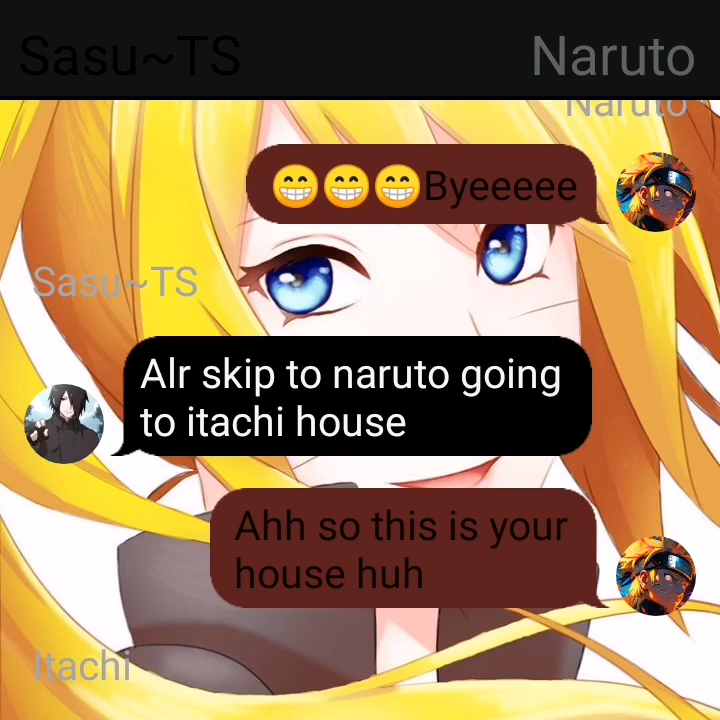 Sasu~TS Naruto
Naruto
😁😁😁Byeeeee
Sasu~TS
Alr skip to naruto going
to itachi house
Ahh so this is your
house huh
Itachi